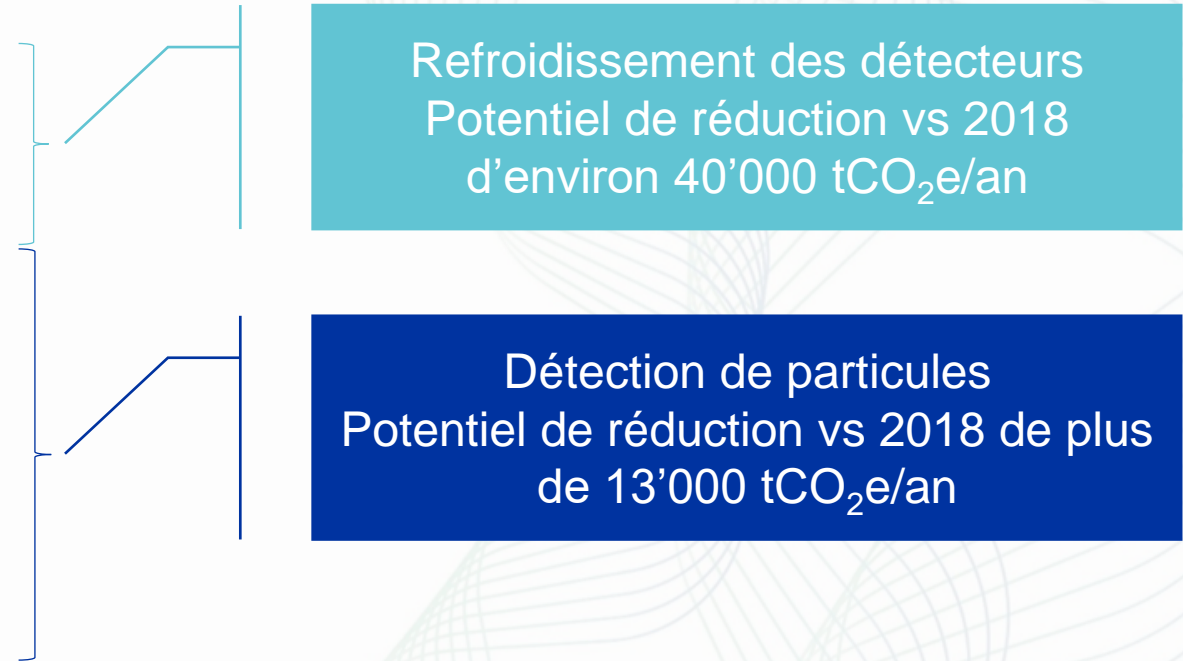 Refroidissement des détecteurs
Potentiel de réduction vs 2018
d’environ 40’000 tCO₂e/an
Détection de particules
Potentiel de réduction vs 2018 de plus
de 13’000 tCO₂e/an